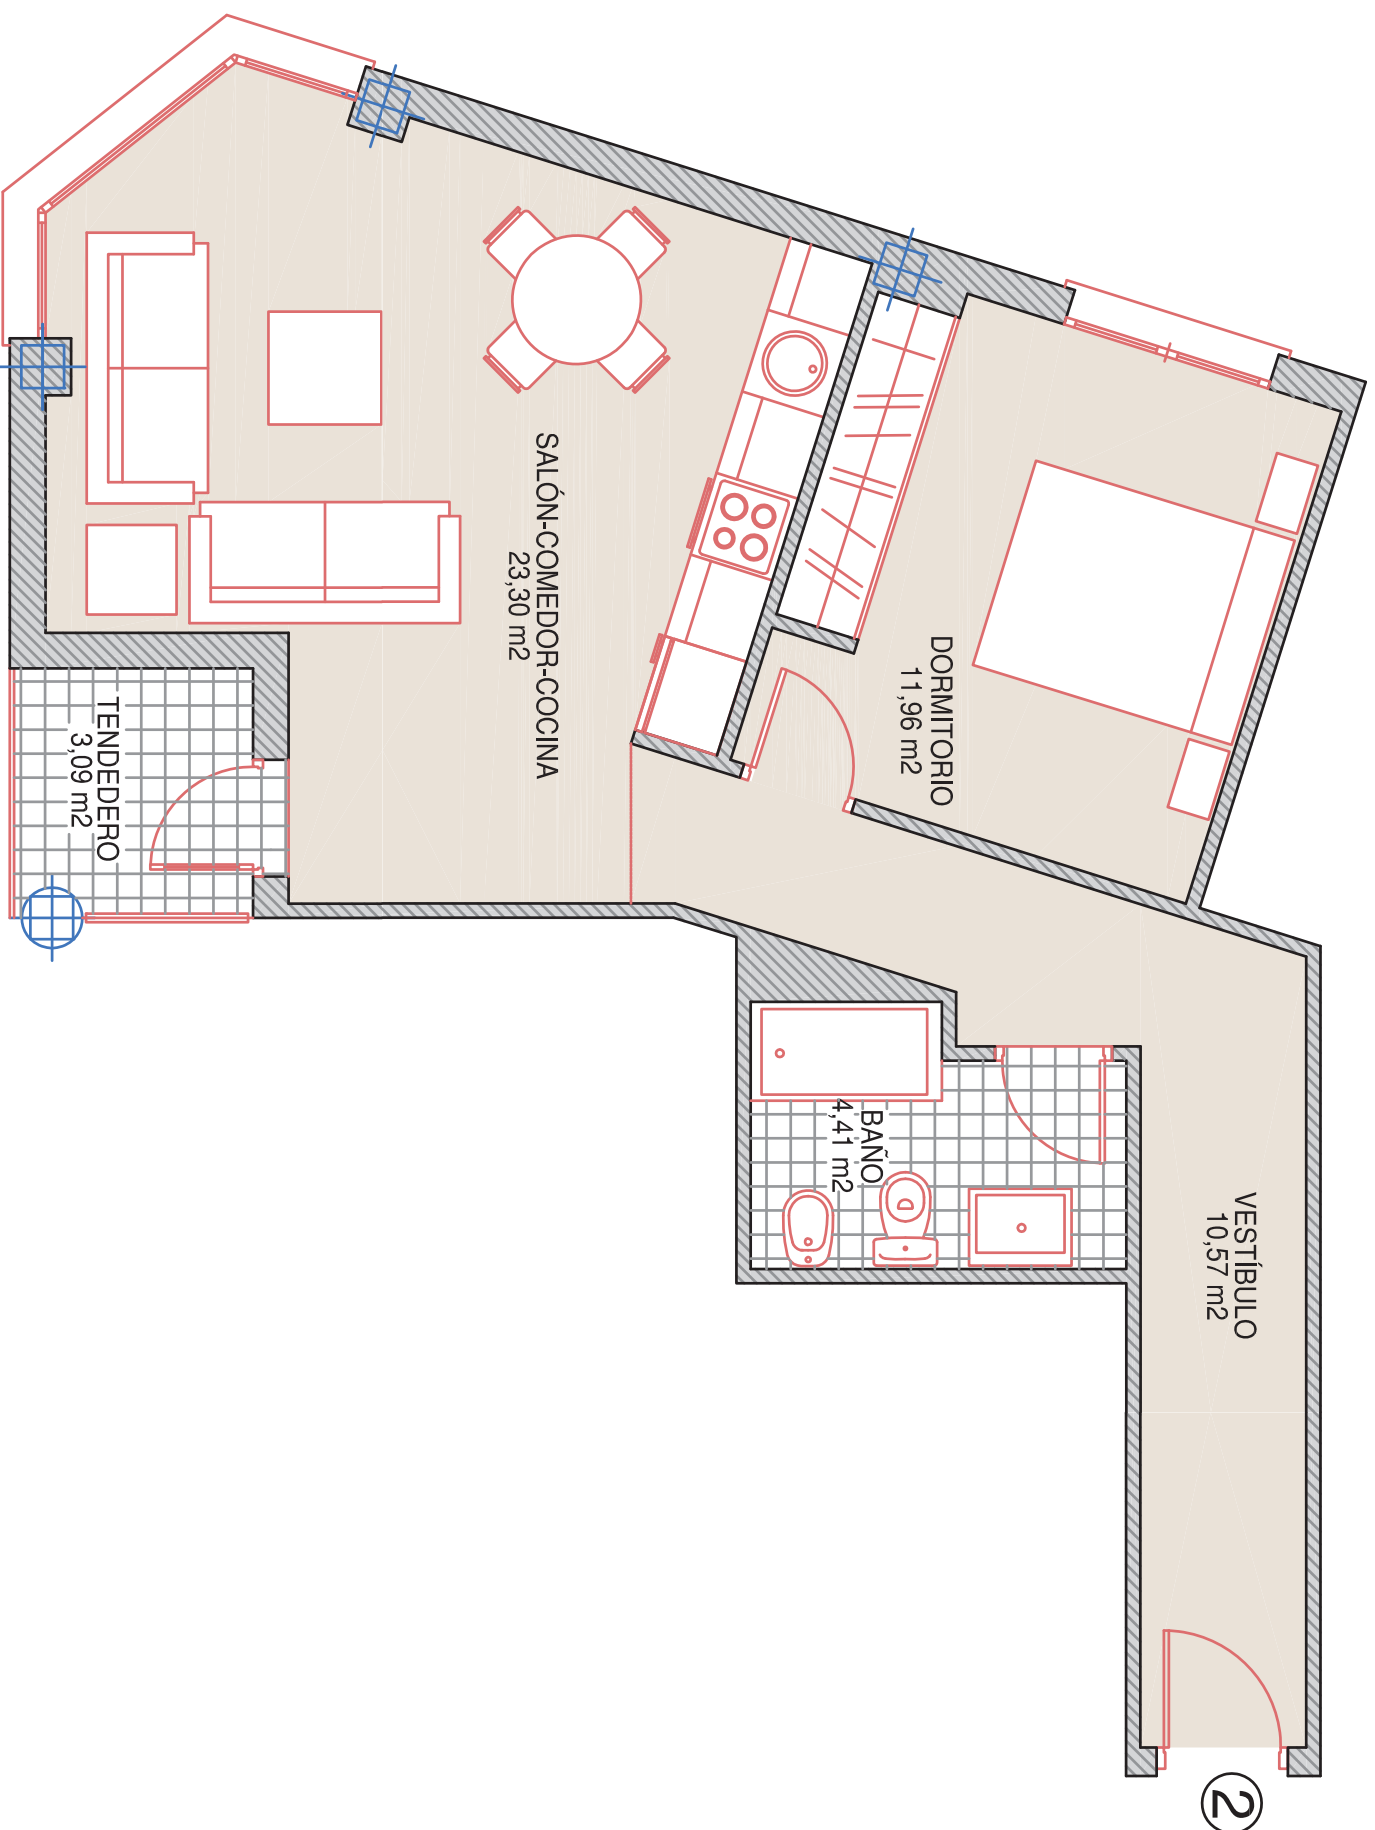 SALÓN-COMEDOR-COCINA
23,30 m2
DORMITORIO
11,96 m2
TENDEDERO
3,09 m2
BAÑO
4,41 m2
VESTÍBULO
10,57 m2
2